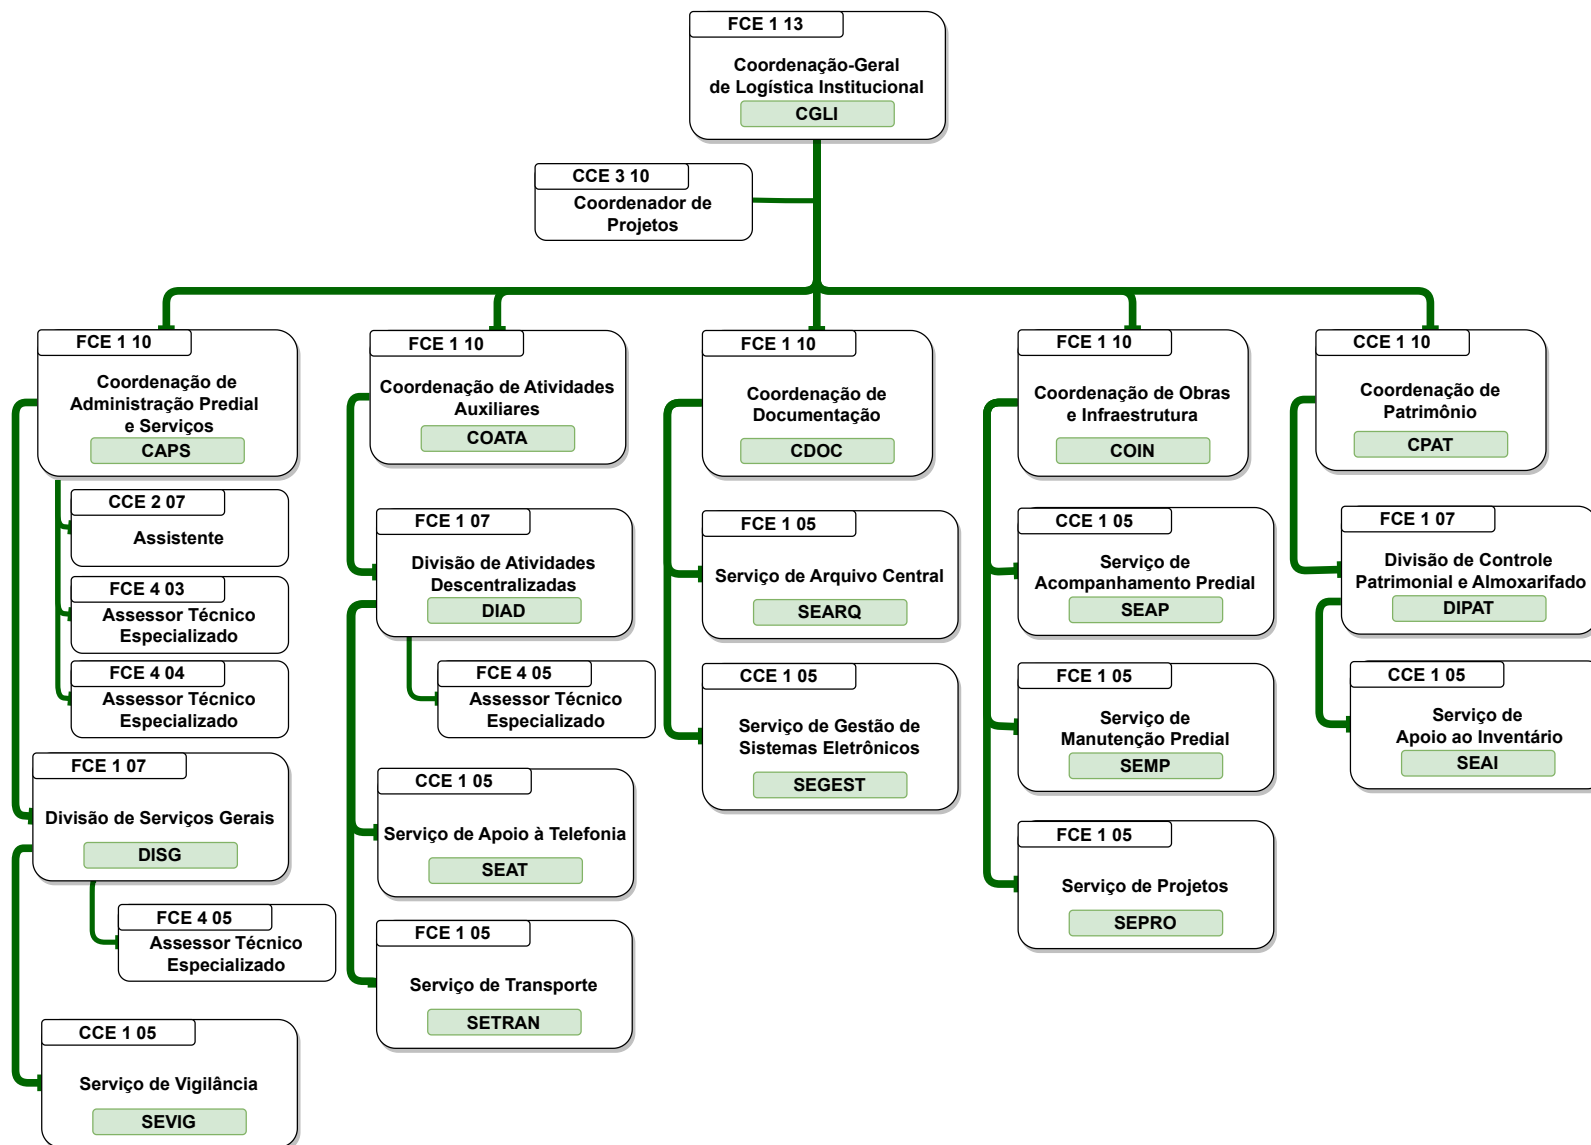 FCE 1 13
Coordenação-Geral
de Logística Institucional
CGLI
CCE 3 10
Coordenador de
Projetos
FCE 1 10
Coordenação de
Administração Predial
e Serviços
CAPS
CCE 2 07
Assistente
FCE 4 03
Assessor Técnico
Especializado
FCE 4 04
Assessor Técnico
Especializado
FCE 1 07
Divisão de Serviços Gerais
DISG
FCE 4 05
Assessor Técnico
Especializado
CCE 1 05
Serviço de Vigilância
SEVIG
FCE 1 10
Coordenação de Atividades
Auxiliares
COATA
FCE 1 07
Divisão de Atividades
Descentralizadas
DIAD
FCE 4 05
Assessor Técnico
Especializado
CCE 1 05
Serviço de Apoio à Telefonia
SEAT
FCE 1 05
Serviço de Transporte
SETRAN
FCE 1 10
Coordenação de
Documentação
CDOC
FCE 1 05
Serviço de Arquivo Central
SEARQ
CCE 1 05
Serviço de Gestão de
Sistemas Eletrônicos
SEGEST
FCE 1 10
Coordenação de Obras
e Infraestrutura
COIN
CCE 1 05
Serviço de
Acompanhamento Predial
SEAP
FCE 1 05
Serviço de
Manutenção Predial
SEMP
FCE 1 05
Serviço de Projetos
SEPRO
CCE 1 10
Coordenação de
Patrimônio
CPAT
FCE 1 07
Divisão de Controle
Patrimonial e Almoxarifado
DIPAT
CCE 1 05
Serviço de
Apoio ao Inventário
SEAI